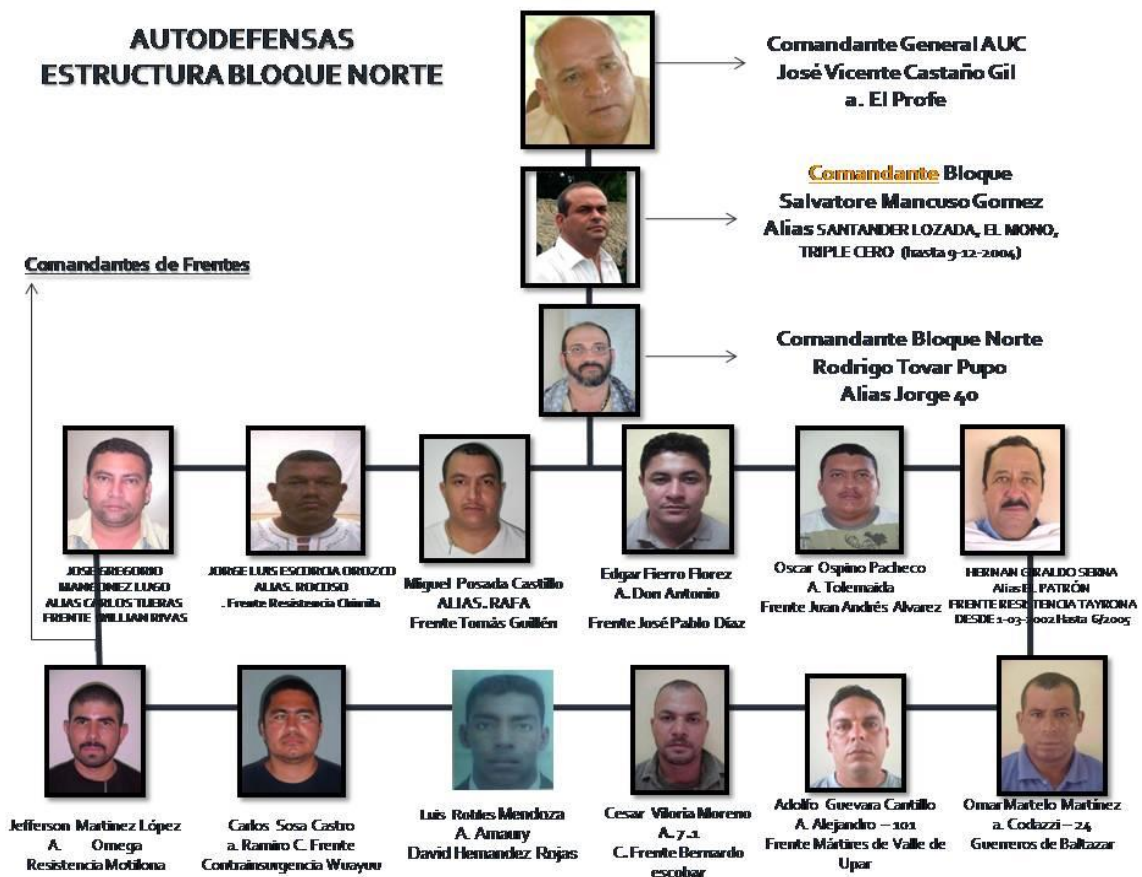 AUTODEFENSAS
ESTRUCTURA BLOQUE NORTE
Comandante General AUC
José Vicente Castaño Gil
a. El Profe
Comandante Bloque
Salvatore Mancuso Gomez
Alias SANTANDER LOZADA, EL MONO,
TRIPLE CERO (hasta 9-12-2004)
Comandantes de Frentes
Comandante Bloque Norte
Rodrigo Tovar Pupo
Alias Jorge 40
JOSE GREGORIO
MANGONEZ LUGO
ALIAS CARLOS TIJERAS
FRENTE WILLIAN RIVAS
JORGE LUIS ESCORCIA OROZCO
ALIAS. ROCOSO
. Frente Resistencia Chimila
Miguel Posada Castillo
ALIAS. RAFA
Frente Tomás Guillén
Edgar Fierro Florez
A. Don Antonio
Frente José Pablo Díaz
Oscar Ospino Pacheco
A. Tolemaida
Frente Juan Andrés Alvarez
HERNAN GIRALDO SERNA
Alias EL PATRÓN
FRENTE RESISTENCIA TAYRONA
DESDE 1-03-2002 Hasta 6/2005
Jefferson Martinez López
A. Omega
Resistencia Motilona
Carlos Sosa Castro
a. Ramiro C. Frente
Contrainsurgencia Wuayuu
Luis Robles Mendoza
A. Amaury
David Hernandez Rojas
Cesar Viloria Moreno
A. 7.1
C. Frente Bernardo
escobar
Adolfo Guevara Cantillo
A. Alejandro – 101
Frente Mártires de Valle de
Upar
Omar Martelo Martínez
a. Codazzi – 24
Guerreros de Baltazar